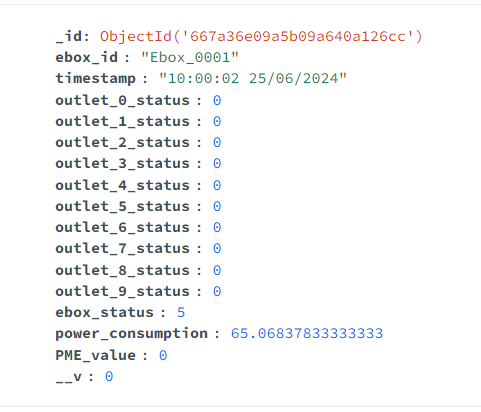 _id: ObjectId('667a36e09a5b09a640a126cc')
ebox_id : "Ebox_0001"
timestamp : "10:00:02 25/06/2024"
outlet_0_status : 0
outlet_1_status : 0
outlet_2_status : 0
outlet_3_status : 0
outlet_4_status : 0
outlet_5_status : 0
outlet_6_status : 0
outlet_7_status : 0
outlet_8_status : 0
outlet_9_status : 0
ebox_status : 5
power_consumption : 65.06837833333333
PME_value : 0
__v : 0